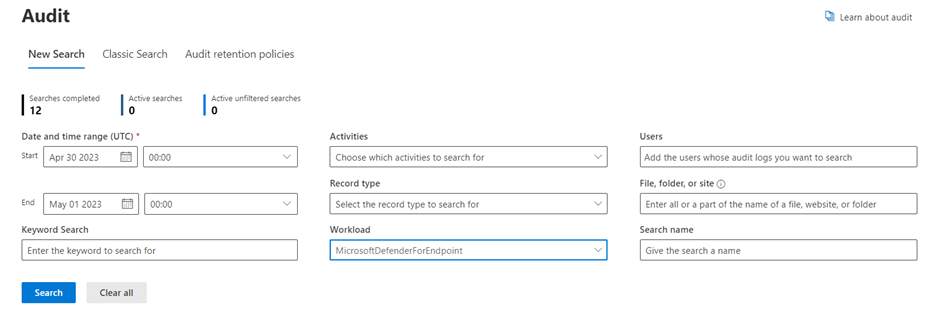 Audit
Learn about audit
New Search Classic Search Audit retention policies
Searches completed Active searches Active unfiltered searches
12 0 0
Date and time range (UTC) * Activities Users
Start Apr 30 2023 00:00 Choose which activities to search for Add the users whose audit logs you want to search
Record type File, folder, or site
End May 01 2023 00:00 Select the record type to search for Enter all or a part of the name of a file, website, or folder
Keyword Search Workload Search name
Enter the keyword to search for MicrosoftDefenderForEndpoint Give the search a name
Search Clear all